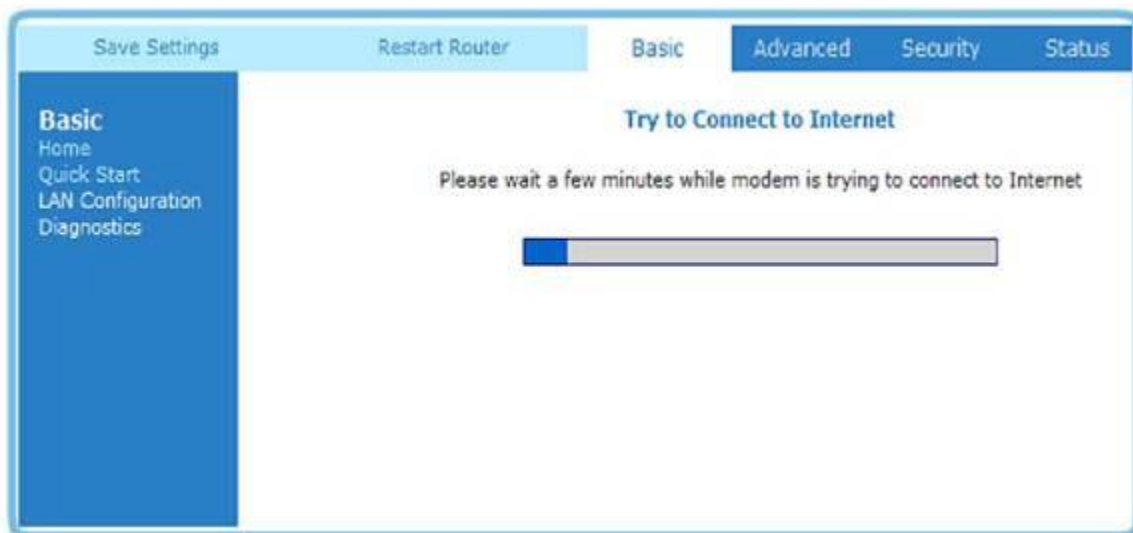 Save Settings Restart Router Basic Advanced Security Status
Basic
Home
Quick Start
LAN Configuration
Diagnostics
Try to Connect to Internet
Please wait a few minutes while modem is trying to connect to Internet